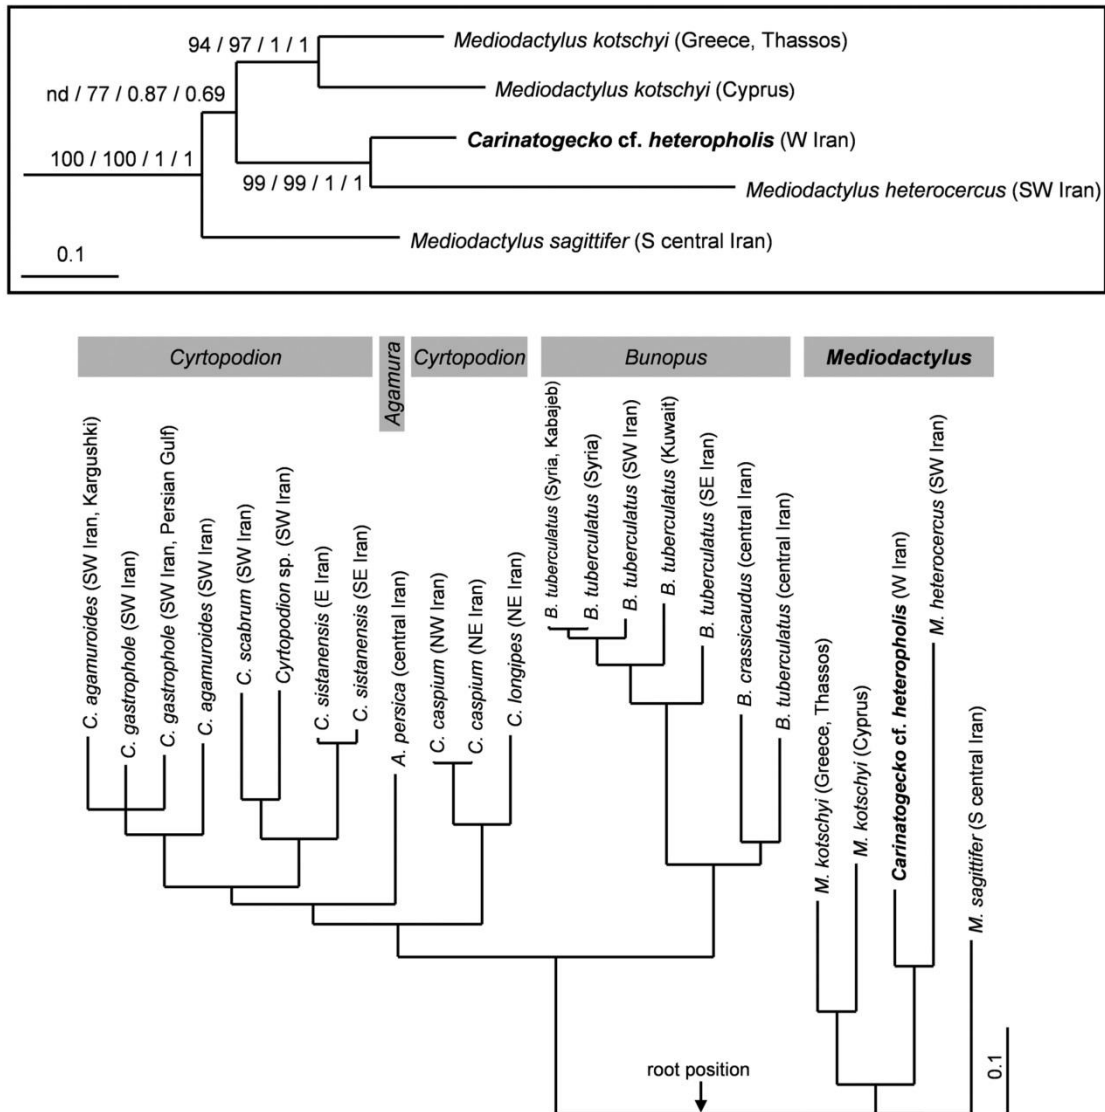 94 / 97 / 1 / 1
Mediodactylus kotschyi (Greece, Thassos)
nd / 77 / 0.87 / 0.69
Mediodactylus kotschyi (Cyprus)
Carinatogecko cf. heteropholis (W Iran)
100 / 100 / 1 / 1
99 / 99 / 1 / 1
Mediodactylus heterocercus (SW Iran)
Mediodactylus sagittifer (S central Iran)
0.1
Cyrtopodion
Agamura
Cyrtopodion
Bunopus
Mediodactylus
C. agamuroides (SW Iran, Kargushki)
C. gastrophole (SW Iran)
C. gastrophole (SW Iran, Persian Gulf)
C. agamuroides (SW Iran)
C. scabrum (SW Iran)
Cyrtopodion sp. (SW Iran)
C. sistanensis (E Iran)
C. sistanensis (SE Iran)
A. persica (central Iran)
C. caspium (NW Iran)
C. caspium (NE Iran)
C. longipes (NE Iran)
B. tuberculatus (Syria, Kabajeb)
B. tuberculatus (Syria)
B. tuberculatus (SW Iran)
B. tuberculatus (Kuwait)
B. tuberculatus (SE Iran)
B. crassicaudus (central Iran)
B. tuberculatus (central Iran)
M. kotschyi (Greece, Thassos)
M. kotschyi (Cyprus)
Carinatogecko cf. heteropholis (W Iran)
M. heterocercus (SW Iran)
M. sagittifer (S central Iran)
0.1
root position